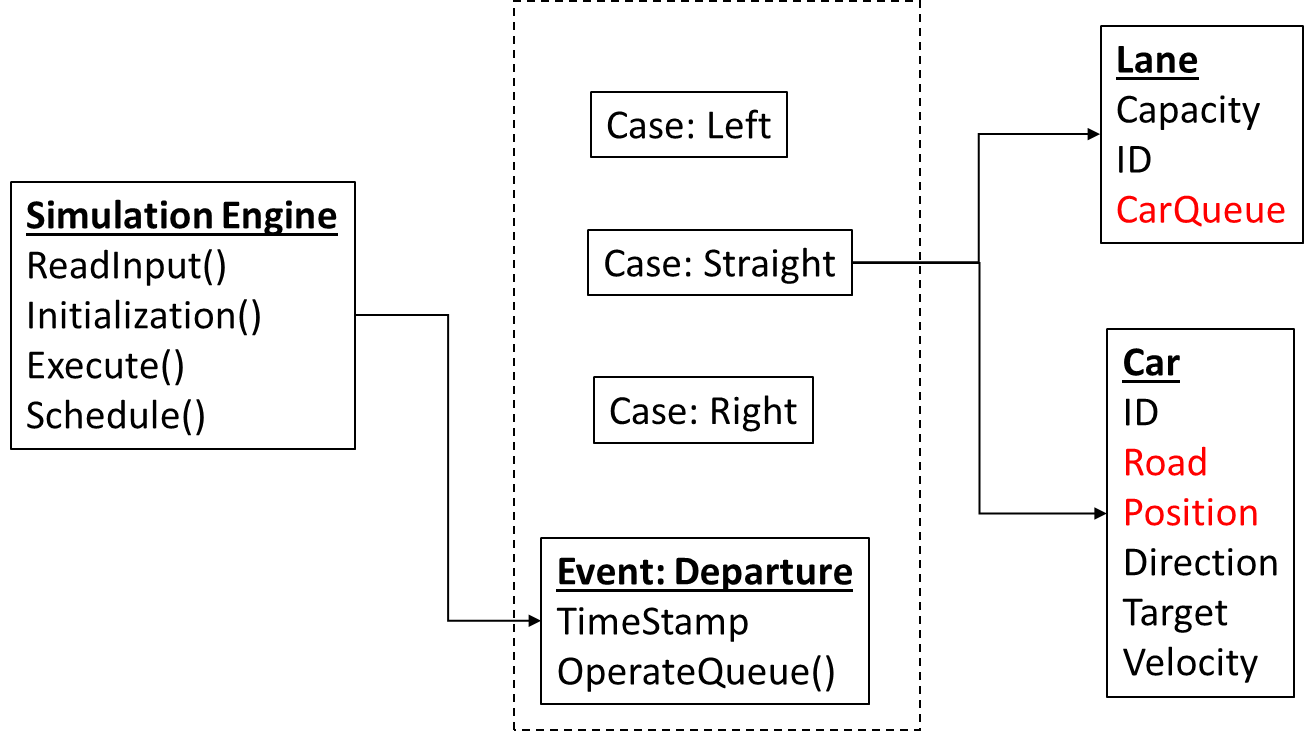 Simulation Engine
ReadInput()
Initialization()
Execute()
Schedule()
Case: Left
Case: Straight
Case: Right
Event: Departure
TimeStamp
OperateQueue()
Lane
Capacity
ID
CarQueue
Car
ID
Road
Position
Direction
Target
Velocity